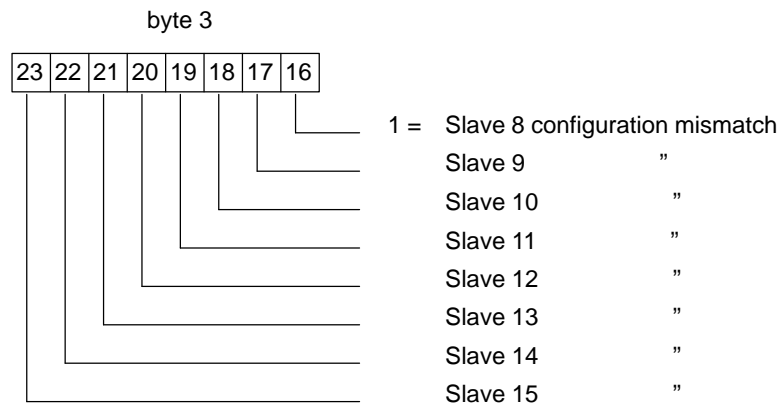 byte 3
23 22 21 20 19 18 17 16
1 = Slave 8 configuration mismatch
Slave 9 ”
Slave 10 ”
Slave 11 ”
Slave 12 ”
Slave 13 ”
Slave 14 ”
Slave 15 ”